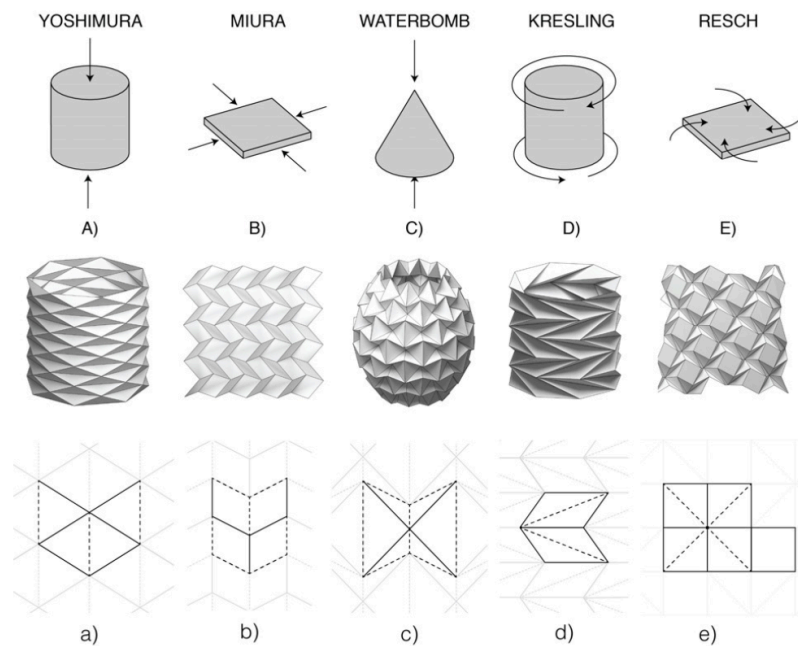 YOSHIMURA MIURA WATERBOMB KRESLING RESCH
A) B) C) D) E)
a) b) c) d) e)